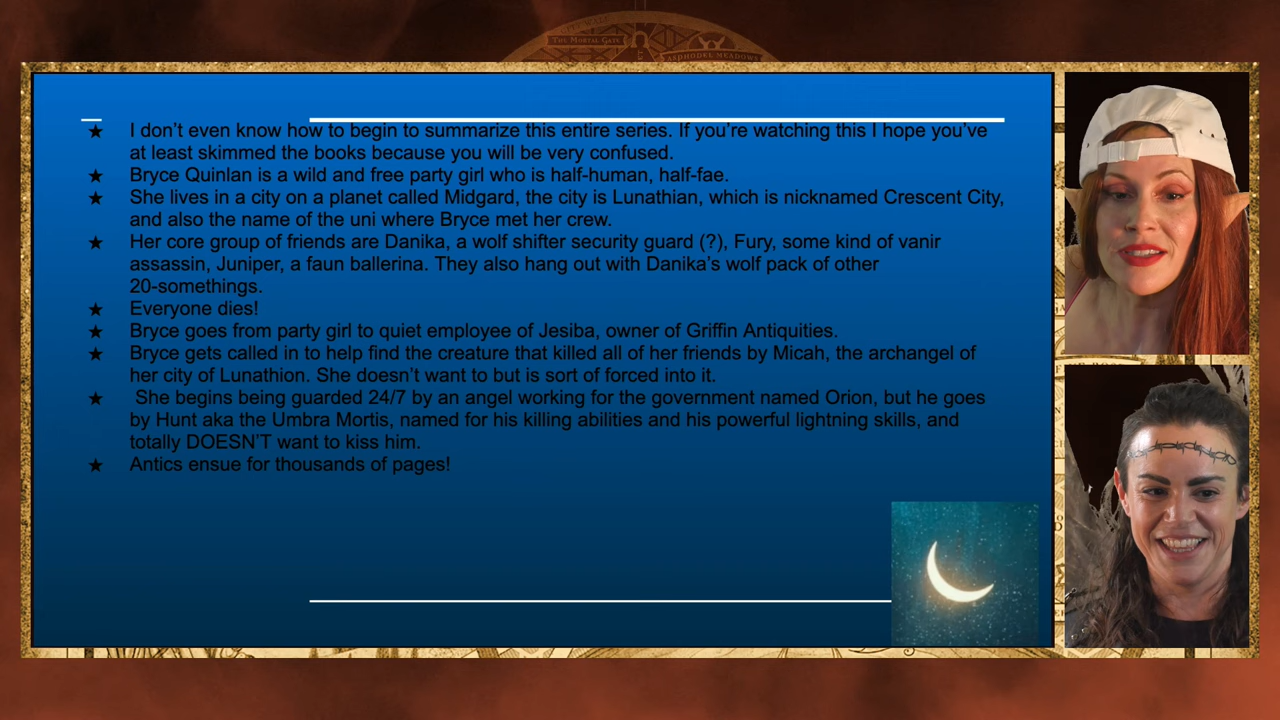 THE MORTAL GATE
ASPHODEL MEADOWS
★ I don't even know how to begin to summarize this entire series. If you're watching this I hope you've
at least skimmed the books because you will be very confused.
★ Bryce Quinlan is a wild and free party girl who is half-human, half-fae.
★ She lives in a city on a planet called Midgard, the city is Lunathian, which is nicknamed Crescent City,
and also the name of the uni where Bryce met her crew.
★ Her core group of friends are Danika, a wolf shifter security guard (?), Fury, some kind of vanir
assassin, Juniper, a faun ballerina. They also hang out with Danika's wolf pack of other
20-somethings.
★ Everyone dies!
★ Bryce goes from party girl to quiet employee of Jesiba, owner of Griffin Antiquities.
★ Bryce gets called in to help find the creature that killed all of her friends by Micah, the archangel of
her city of Lunathion. She doesn't want to but is sort of forced into it.
★ She begins being guarded 24/7 by an angel working for the government named Orion, but he goes
by Hunt aka the Umbra Mortis, named for his killing abilities and his powerful lightning skills, and
totally DOESN'T want to kiss him.
★ Antics ensue for thousands of pages!